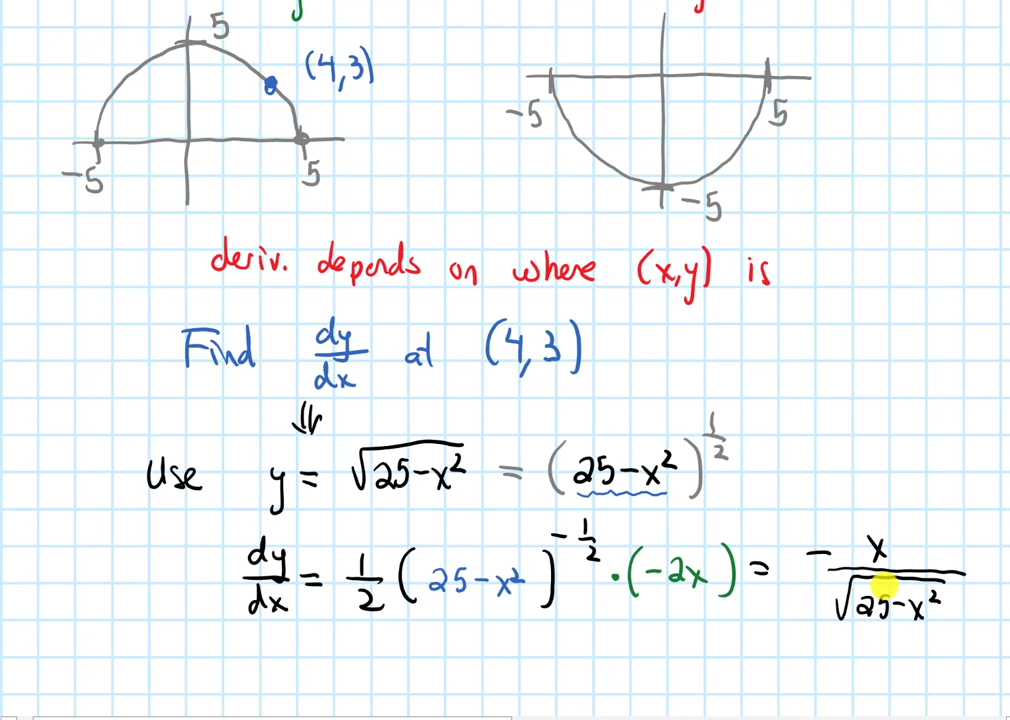 5
(4,3)
-5
5
-5
5
-5
deriv. depends on where (x,y) is
Find dy/dx at (4,3)
Use y = √(25-x²) = (25-x²)^(1/2)
dy/dx = 1/2 (25-x²)^(-1/2) · (-2x) = - x/√(25-x²)